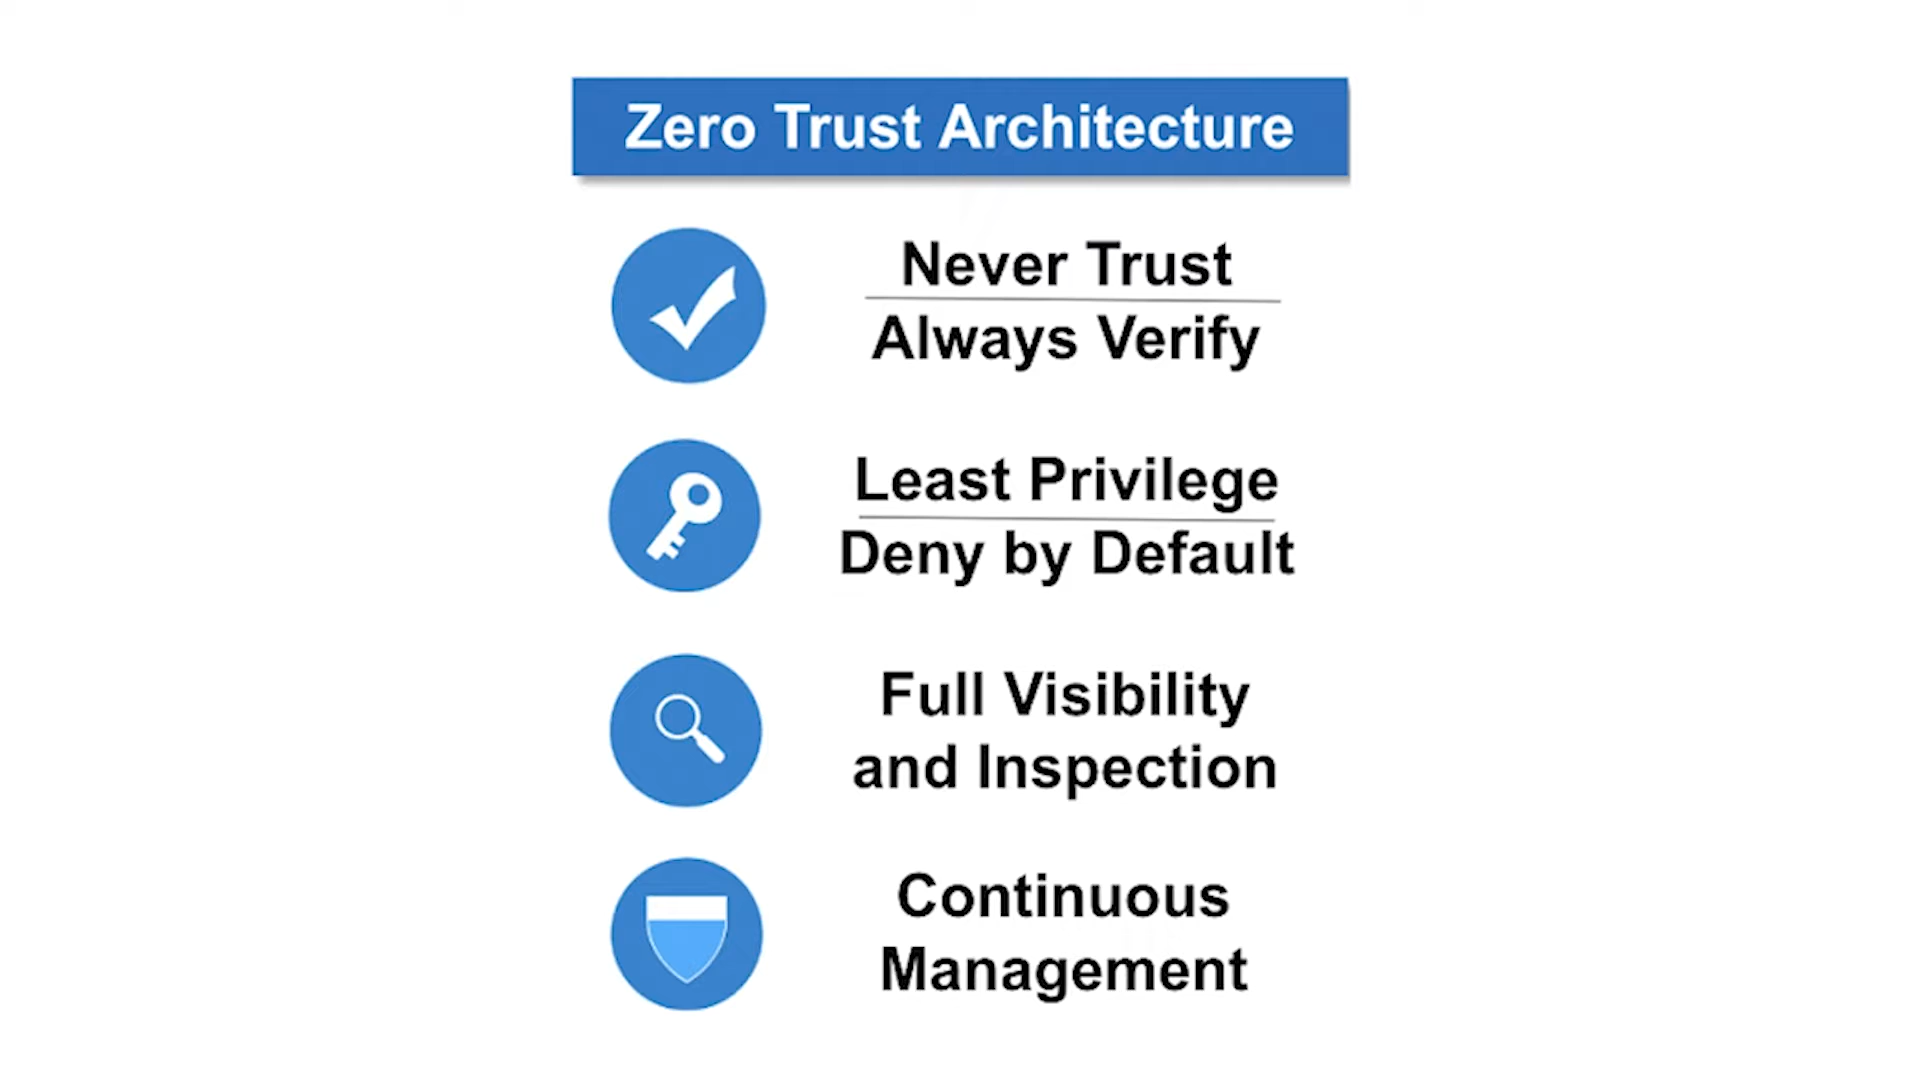 Zero Trust Architecture
Never Trust
Always Verify
Least Privilege
Deny by Default
Full Visibility
and Inspection
Continuous
Management